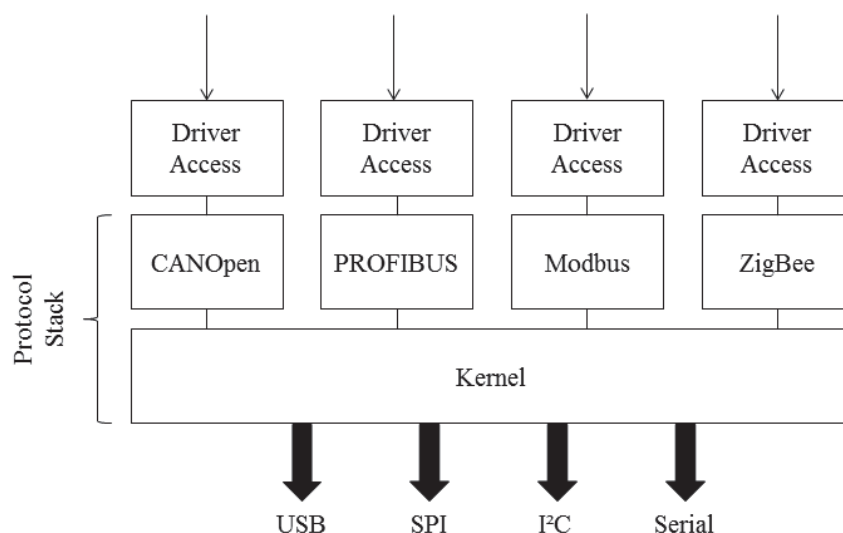 Driver
Access
Driver
Access
Driver
Access
Driver
Access
Protocol
Stack
CANOpen
PROFIBUS
Modbus
ZigBee
Kernel
USB
SPI
I²C
Serial